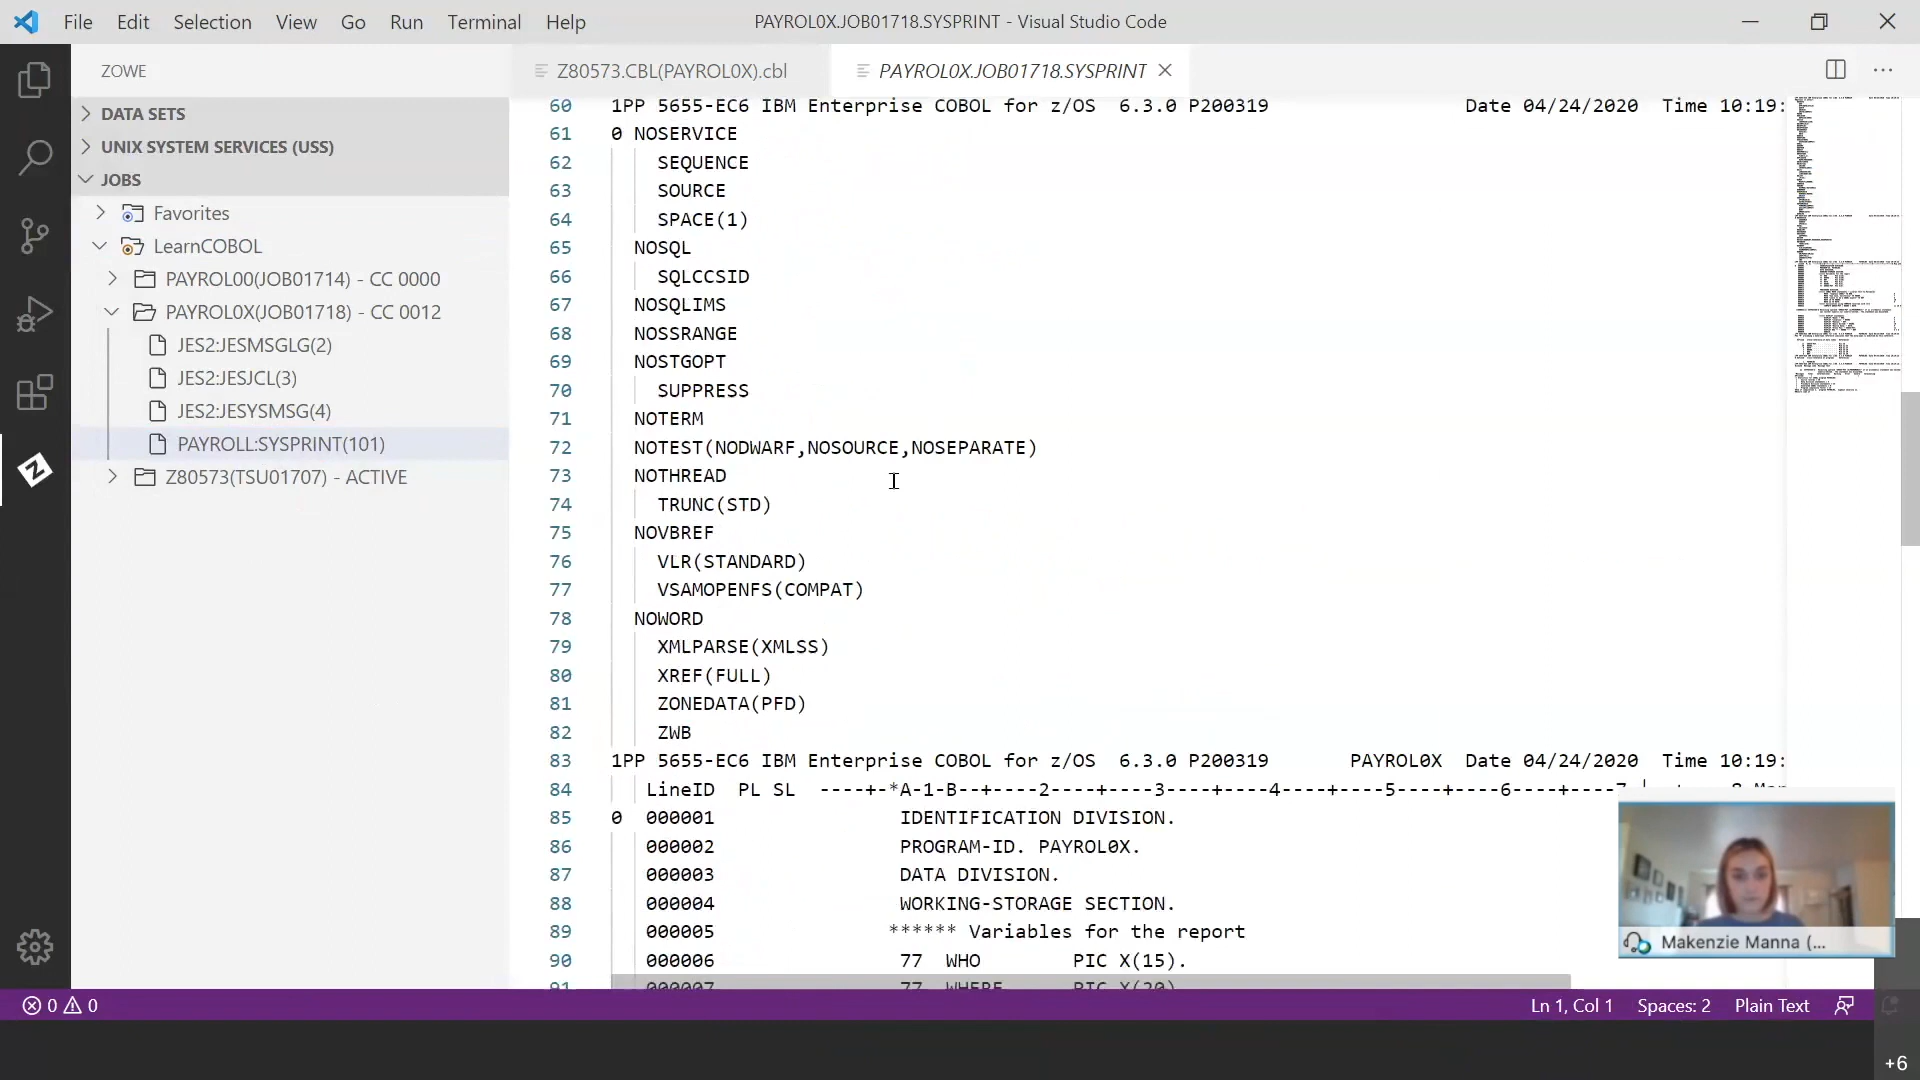 File Edit Selection View Go Run Terminal Help
PAYROL0X.JOB01718.SYSPRINT - Visual Studio Code
ZOWE
DATA SETS
UNIX SYSTEM SERVICES (USS)
JOBS
Favorites
LearnCOBOL
PAYROL00(JOB01714) - CC 0000
PAYROL0X(JOB01718) - CC 0012
JES2:JESMSGLG(2)
JES2:JESJCL(3)
JES2:JESYSMSG(4)
PAYROLL:SYSPRINT(101)
Z80573(TSU01707) - ACTIVE
Z80573.CBL(PAYROL0X).cbl
PAYROL0X.JOB01718.SYSPRINT
60 1PP 5655-EC6 IBM Enterprise COBOL for z/OS 6.3.0 P200319 Date 04/24/2020 Time 10:19:
61 0 NOSERVICE
62 SEQUENCE
63 SOURCE
64 SPACE(1)
65 NOSQL
66 SQLCCSID
67 NOSQLIMS
68 NOSSRANGE
69 NOSTGOPT
70 SUPPRESS
71 NOTERM
72 NOTEST(NODWARF,NOSOURCE,NOSEPARATE)
73 NOTHREAD
74 TRUNC(STD)
75 NOVBREF
76 VLR(STANDARD)
77 VSAMOPENFS(COMPAT)
78 NOWORD
79 XMLPARSE(XMLSS)
80 XREF(FULL)
81 ZONEDATA(PFD)
82 ZWB
83 1PP 5655-EC6 IBM Enterprise COBOL for z/OS 6.3.0 P200319 PAYROL0X Date 04/24/2020 Time 10:19:
84 LineID PL SL ----+-*A-1-B--+----2----+----3----+----4----+----5----+----6----+----7
85 0 000001 IDENTIFICATION DIVISION.
86 000002 PROGRAM-ID. PAYROL0X.
87 000003 DATA DIVISION.
88 000004 WORKING-STORAGE SECTION.
89 000005 ****** Variables for the report
90 000006 77 WHO PIC X(15).
91 000007 77 WHERE PIC X(20)
Makenzie Manna (...
0 0
Ln 1, Col 1 Spaces: 2 Plain Text
+6